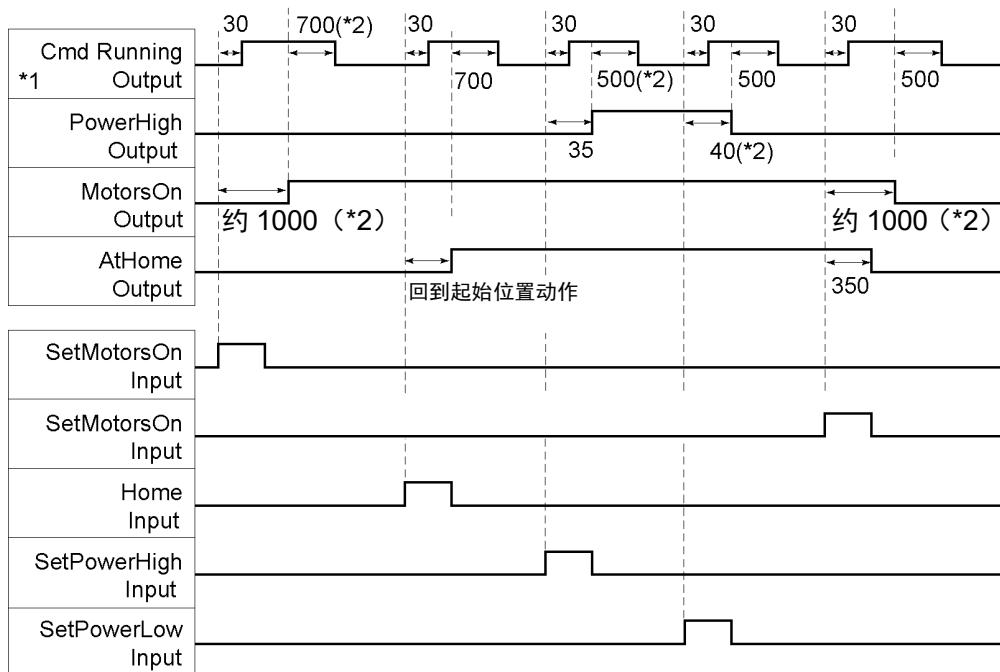 30 700(*2) 30 30 30 30
Cmd Running
*1 Output
700 500(*2) 500 500
PowerHigh
Output
35 40(*2)
MotorsOn
Output
约 1000（*2） 约 1000（*2）
AtHome
Output
回到起始位置动作 350
SetMotorsOn
Input
SetMotorsOn
Input
Home
Input
SetPowerHigh
Input
SetPowerLow
Input